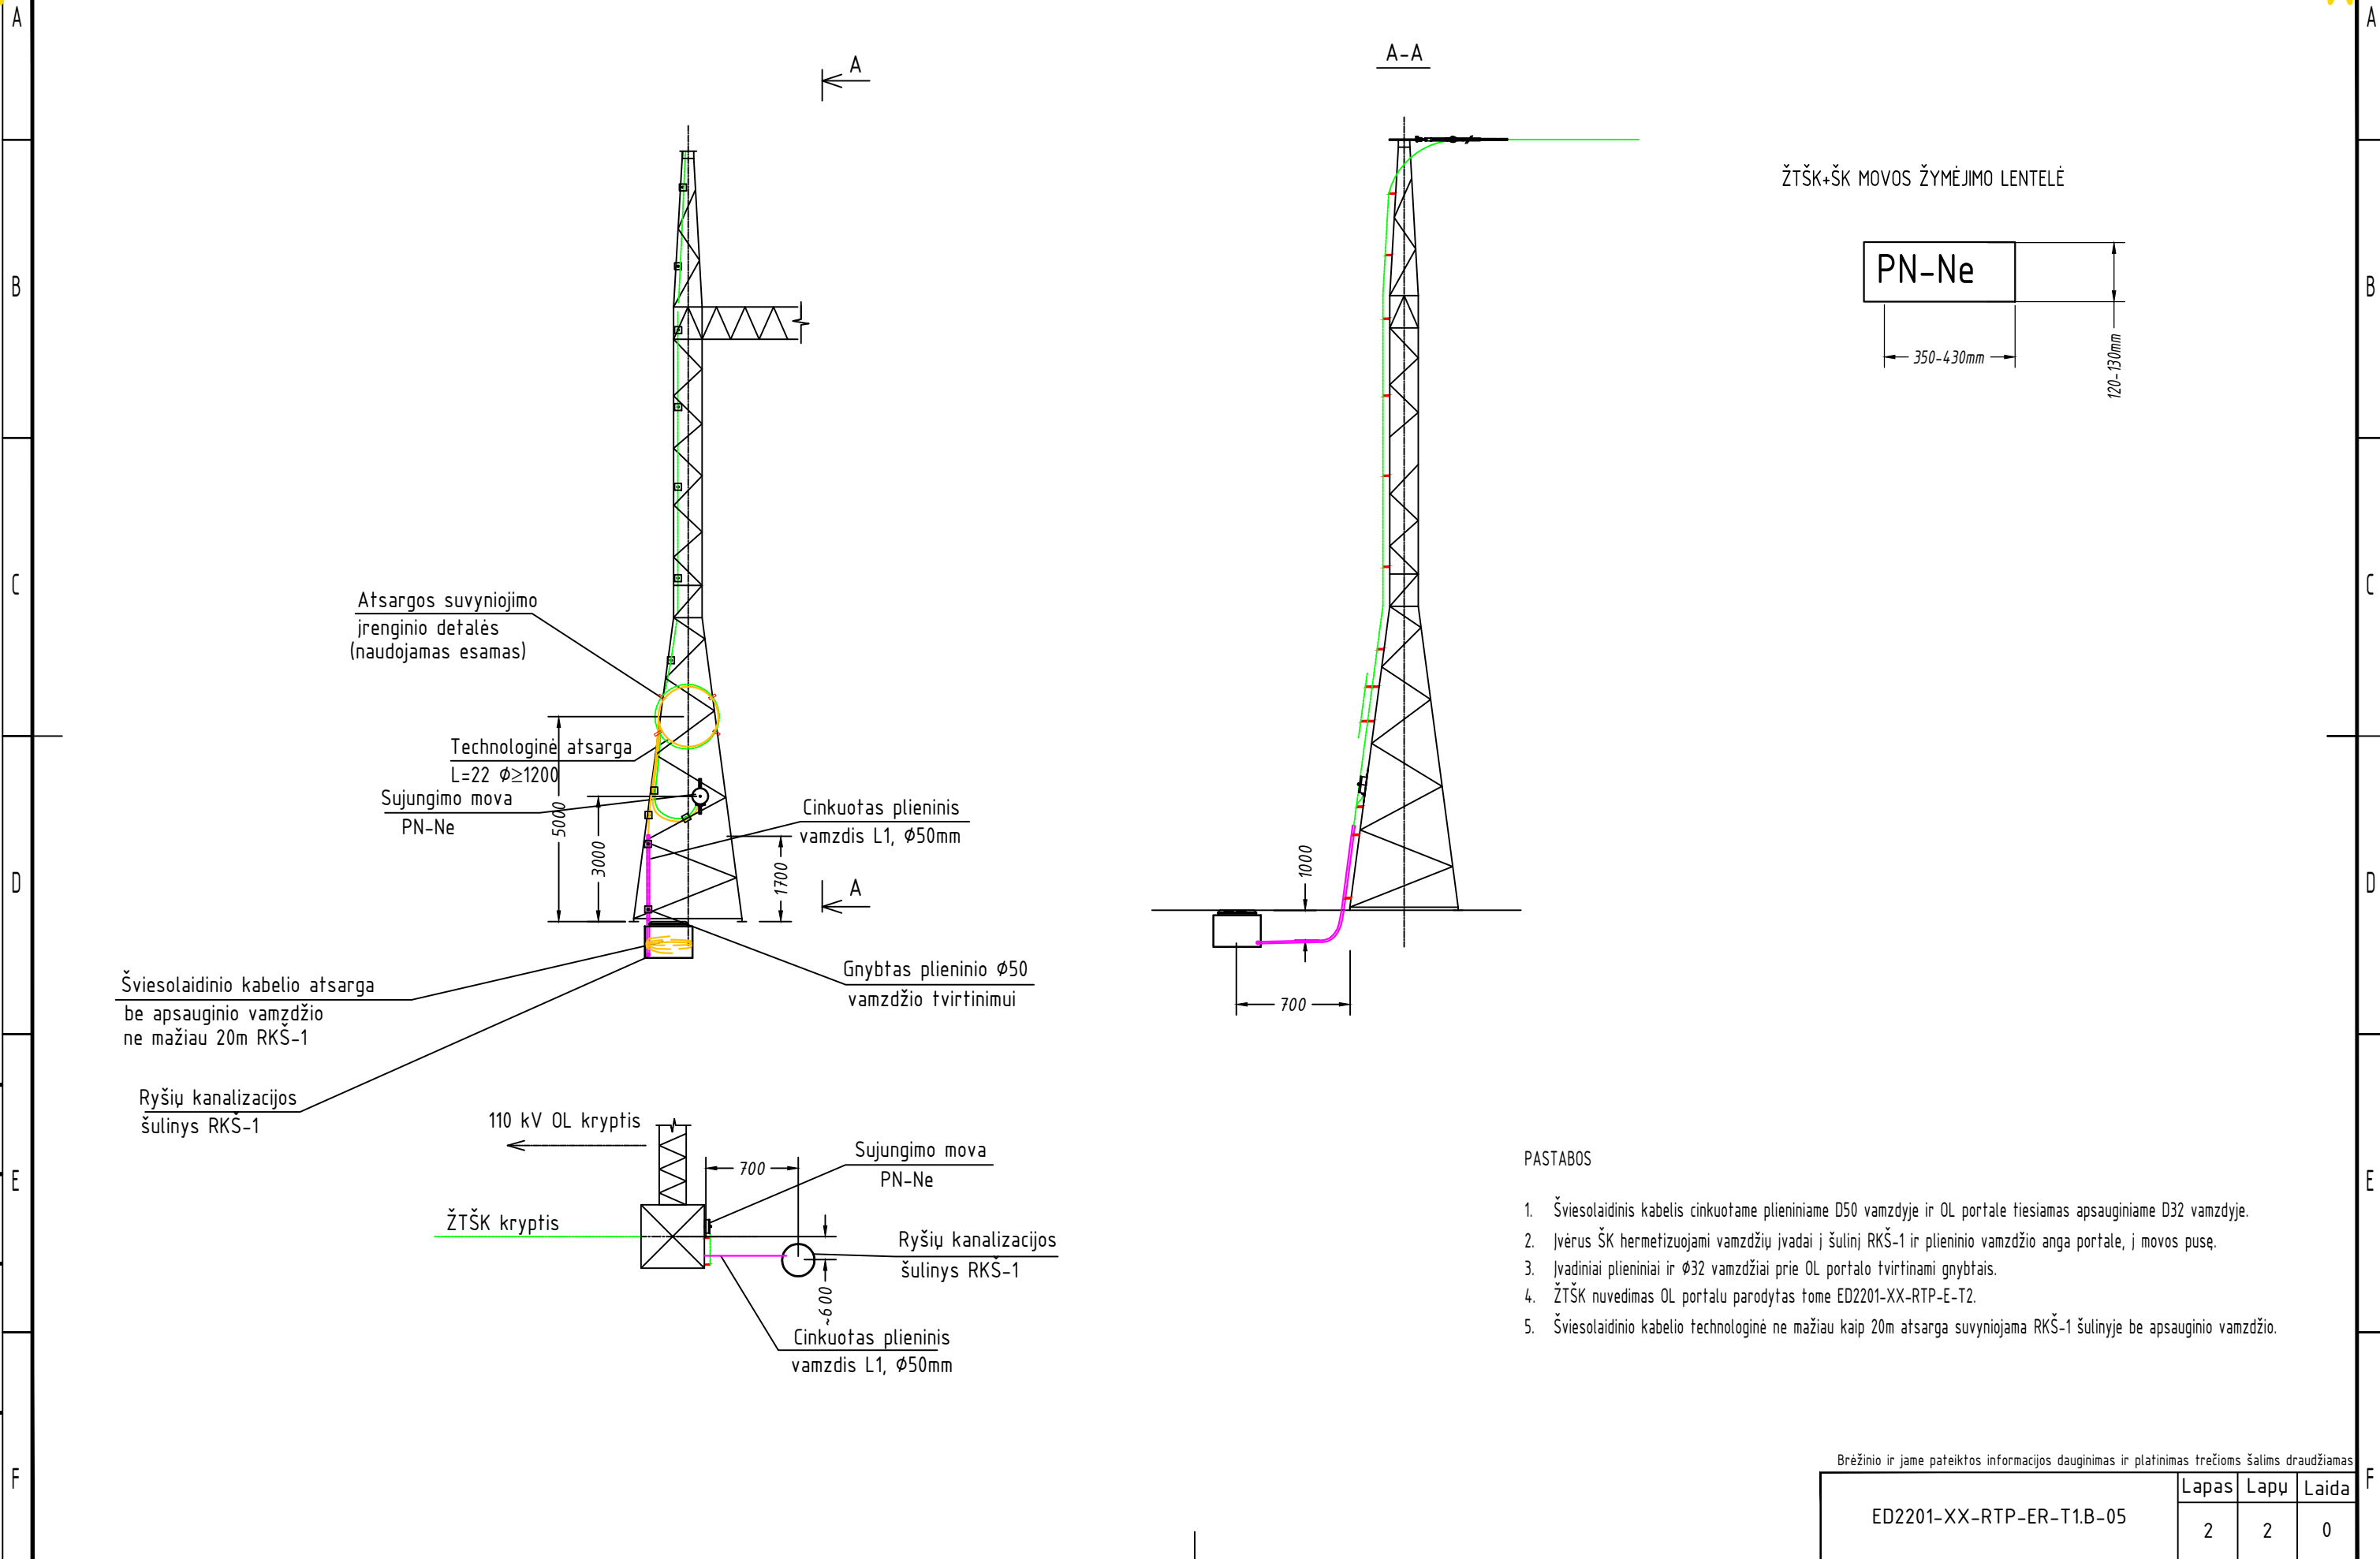 A
A
A
A-A
ŽTŠK+ŠK MOVOS ŽYMĖJIMO LENTELĖ
B
PN-Ne
B
350-430mm
120-130mm
C
Atsargos suvyniojimo
įrenginio detalės
(naudojamas esamas)
C
Technologinė atsarga
L=22 Ø≥1200
Sujungimo mova
PN-Ne
5000
3000
Cinkuotas plieninis
vamzdis L1, Ø50mm
1700
1000
D
A
D
Šviesolaidinio kabelio atsarga
be apsauginio vamzdžio
ne mažiau 20m RKŠ-1
Gnybtas plieninio Ø50
vamzdžio tvirtinimui
700
Ryšių kanalizacijos
šulinys RKŠ-1
110 kV OL kryptis
700
Sujungimo mova
PN-Ne
E
ŽTŠK kryptis
Ryšių kanalizacijos
šulinys RKŠ-1
~600
Cinkuotas plieninis
vamzdis L1, Ø50mm
E
PASTABOS
1. Šviesolaidinis kabelis cinkuotame plieniniame D50 vamzdyje ir OL portale tiesiamas apsauginiame D32 vamzdyje.
2. Įvėrus ŠK hermetizuojami vamzdžių įvadai į šulinį RKŠ-1 ir plieninio vamzdžio anga portale, į movos pusę.
3. Įvadiniai plieniniai ir Ø32 vamzdžiai prie OL portalo tvirtinami gnybtais.
4. ŽTŠK nuvedimas OL portalu parodytas tome ED2201-XX-RTP-E-T2.
5. Šviesolaidinio kabelio technologinė ne mažiau kaip 20m atsarga suvyniojama RKŠ-1 šulinyje be apsauginio vamzdžio.
Brėžinio ir jame pateiktos informacijos dauginimas ir platinimas trečioms šalims draudžiamas
F
F
ED2201-XX-RTP-ER-T1.B-05
Lapas Lapų Laida
2 2 0